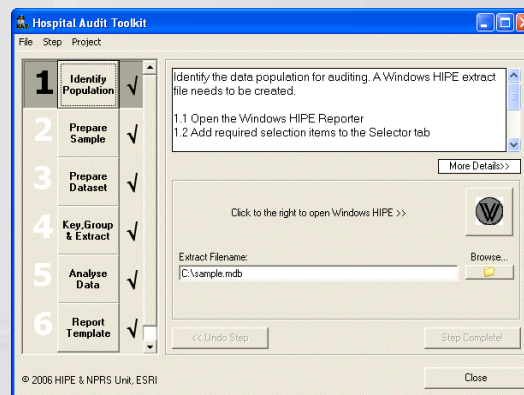 Hospital Audit Toolkit
File Step Project
1 Identify Population √
2 Prepare Sample √
3 Prepare Dataset √
4 Key,Group & Extract √
5 Analyse Data √
6 Report Template √
Identify the data population for auditing. A Windows HIPE extract
file needs to be created.
1.1 Open the Windows HIPE Reporter
1.2 Add required selection items to the Selector tab
More Details>>
Click to the right to open Windows HIPE >>
W
Extract Filename:
Browse...
C:\sample.mdb
<< Undo Step
Step Complete!
© 2006 HIPE & NPRS Unit, ESRI
Close